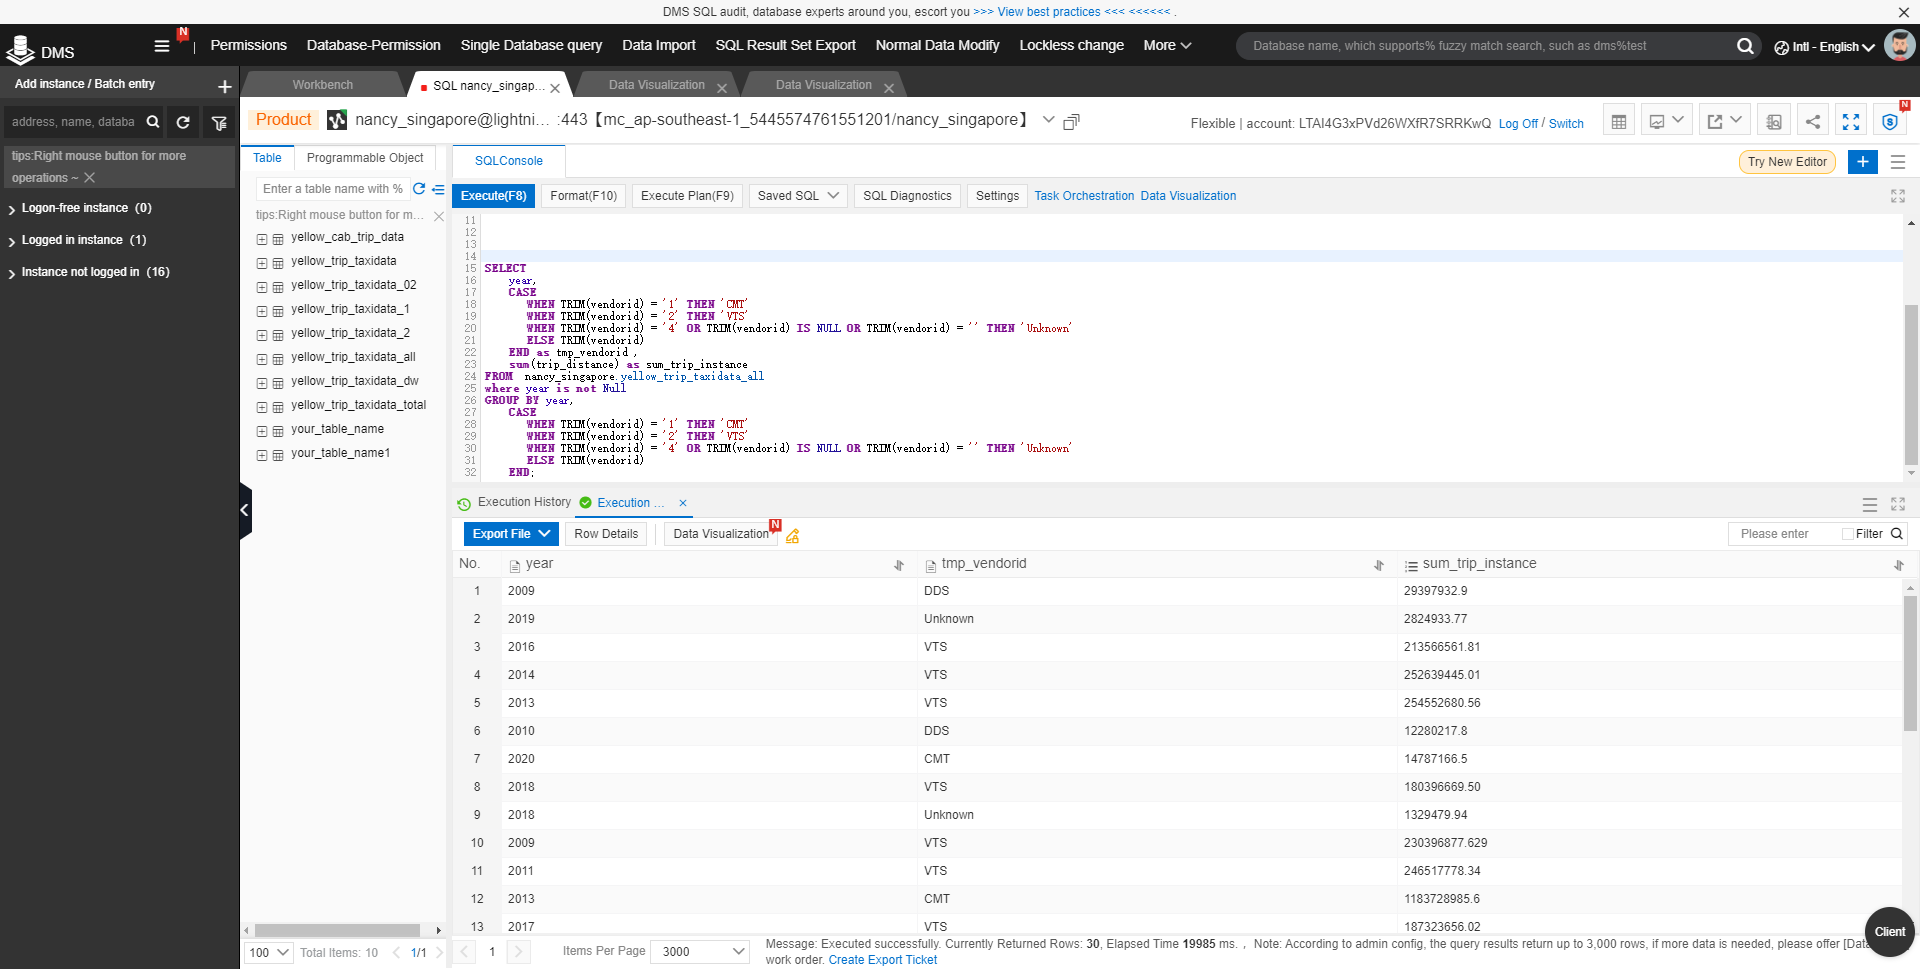 DMS SQL audit, database experts around you, escort you >>> View best practices <<< <<<<<< .
DMS
N
Permissions
Database-Permission
Single Database query
Data Import
SQL Result Set Export
Normal Data Modify
Lockless change
More
Database name, which supports% fuzzy match search, such as dms%test
Intl - English
Add instance / Batch entry
Workbench
SQL nancy_singap...
Data Visualization
Data Visualization
address, name, databa
tips:Right mouse button for more
operations ~
Logon-free instance (0)
Logged in instance (1)
Instance not logged in (16)
Product
nancy_singapore@lightni... :443【mc_ap-southeast-1_5445574761551201/nancy_singapore】
Flexible | account: LTAI4G3xPVd26WXfR7SRRKwQ Log Off / Switch
N
Table
Programmable Object
Enter a table name with %
tips:Right mouse button for m...
yellow_cab_trip_data
yellow_trip_taxidata
yellow_trip_taxidata_02
yellow_trip_taxidata_1
yellow_trip_taxidata_2
yellow_trip_taxidata_all
yellow_trip_taxidata_dw
yellow_trip_taxidata_total
your_table_name
your_table_name1
100
Total Items: 10
1/1
SQLConsole
Try New Editor
Execute(F8)
Format(F10)
Execute Plan(F9)
Saved SQL
SQL Diagnostics
Settings
Task Orchestration
Data Visualization
11
12
13
14
15 SELECT
16 year,
17 CASE
18 WHEN TRIM(vendorid) = '1' THEN 'CMT'
19 WHEN TRIM(vendorid) = '2' THEN 'VTS'
20 WHEN TRIM(vendorid) = '4' OR TRIM(vendorid) IS NULL OR TRIM(vendorid) = '' THEN 'Unknown'
21 ELSE TRIM(vendorid)
22 END as tmp_vendorid ,
23 sum(trip_distance) as sum_trip_instance
24 FROM nancy_singapore.yellow_trip_taxidata_all
25 where year is not Null
26 GROUP BY year,
27 CASE
28 WHEN TRIM(vendorid) = '1' THEN 'CMT'
29 WHEN TRIM(vendorid) = '2' THEN 'VTS'
30 WHEN TRIM(vendorid) = '4' OR TRIM(vendorid) IS NULL OR TRIM(vendorid) = '' THEN 'Unknown'
31 ELSE TRIM(vendorid)
32 END;
Execution History
Execution ...
Export File
Row Details
Data Visualization
N
Please enter
Filter
No. year tmp_vendorid sum_trip_instance
1 2009 DDS 29397932.9
2 2019 Unknown 2824933.77
3 2016 VTS 213566561.81
4 2014 VTS 252639445.01
5 2013 VTS 254552680.56
6 2010 DDS 12280217.8
7 2020 CMT 14787166.5
8 2018 VTS 180396669.50
9 2018 Unknown 1329479.94
10 2009 VTS 230396877.629
11 2011 VTS 246517778.34
12 2013 CMT 1183728985.6
13 2017 VTS 187323656.02
1
Items Per Page
3000
Message: Executed successfully. Currently Returned Rows: 30, Elapsed Time 19985 ms. , Note: According to admin config, the query results return up to 3,000 rows, if more data is needed, please offer [Data
work order. Create Export Ticket
Client